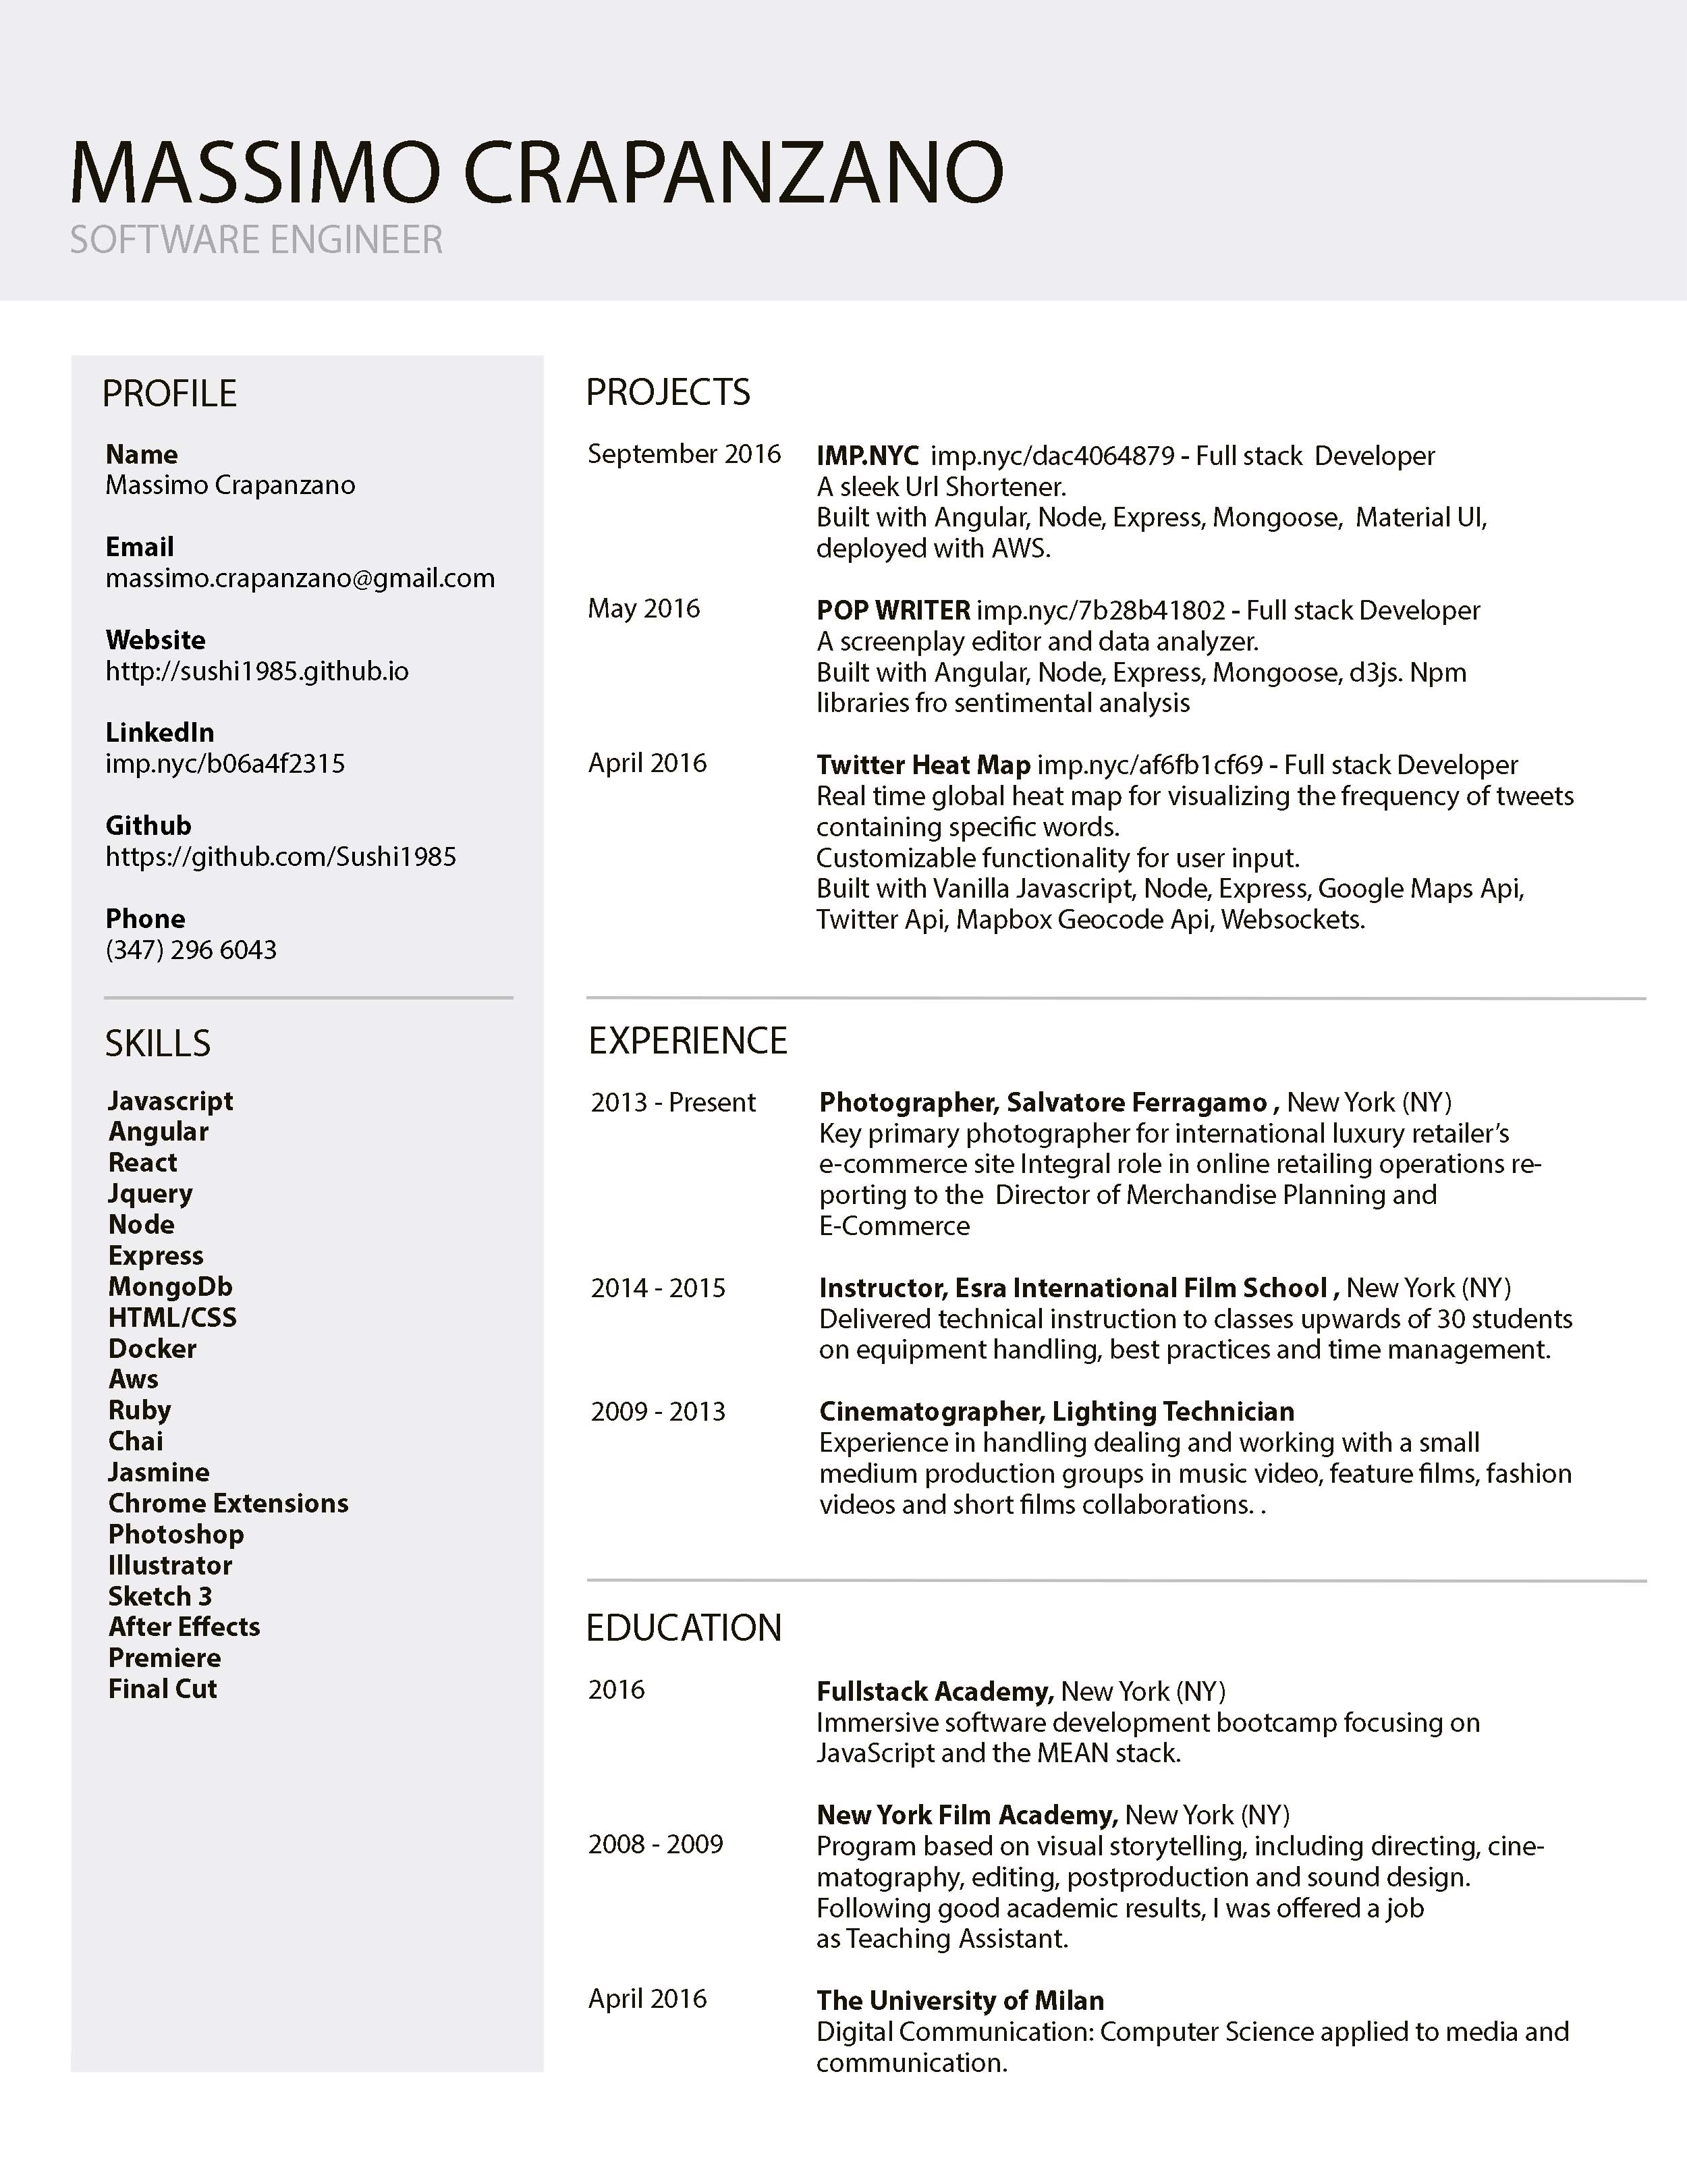 MASSIMO CRAPANZANO
SOFTWARE ENGINEER
PROFILE
Name
Massimo Crapanzano
Email
massimo.crapanzano@gmail.com
Website
http://sushi1985.github.io
LinkedIn
imp.nyc/b06a4f2315
Github
https://github.com/Sushi1985
Phone
(347) 296 6043
SKILLS
Javascript
Angular
React
Jquery
Node
Express
MongoDb
HTML/CSS
Docker
Aws
Ruby
Chai
Jasmine
Chrome Extensions
Photoshop
Illustrator
Sketch 3
After Effects
Premiere
Final Cut
PROJECTS
September 2016 IMP.NYC imp.nyc/dac4064879 - Full stack Developer
A sleek Url Shortener.
Built with Angular, Node, Express, Mongoose, Material UI,
deployed with AWS.
May 2016 POP WRITER imp.nyc/7b28b41802 - Full stack Developer
A screenplay editor and data analyzer.
Built with Angular, Node, Express, Mongoose, d3js. Npm
libraries fro sentimental analysis
April 2016 Twitter Heat Map imp.nyc/af6fb1cf69 - Full stack Developer
Real time global heat map for visualizing the frequency of tweets
containing specific words.
Customizable functionality for user input.
Built with Vanilla Javascript, Node, Express, Google Maps Api,
Twitter Api, Mapbox Geocode Api, Websockets.
EXPERIENCE
2013 - Present Photographer, Salvatore Ferragamo , New York (NY)
Key primary photographer for international luxury retailer’s
e-commerce site Integral role in online retailing operations re-
porting to the Director of Merchandise Planning and
E-Commerce
2014 - 2015 Instructor, Esra International Film School , New York (NY)
Delivered technical instruction to classes upwards of 30 students
on equipment handling, best practices and time management.
2009 - 2013 Cinematographer, Lighting Technician
Experience in handling dealing and working with a small
medium production groups in music video, feature films, fashion
videos and short films collaborations. .
EDUCATION
2016 Fullstack Academy, New York (NY)
Immersive software development bootcamp focusing on
JavaScript and the MEAN stack.
New York Film Academy, New York (NY)
2008 - 2009 Program based on visual storytelling, including directing, cine-
matography, editing, postproduction and sound design.
Following good academic results, I was offered a job
as Teaching Assistant.
April 2016 The University of Milan
Digital Communication: Computer Science applied to media and
communication.